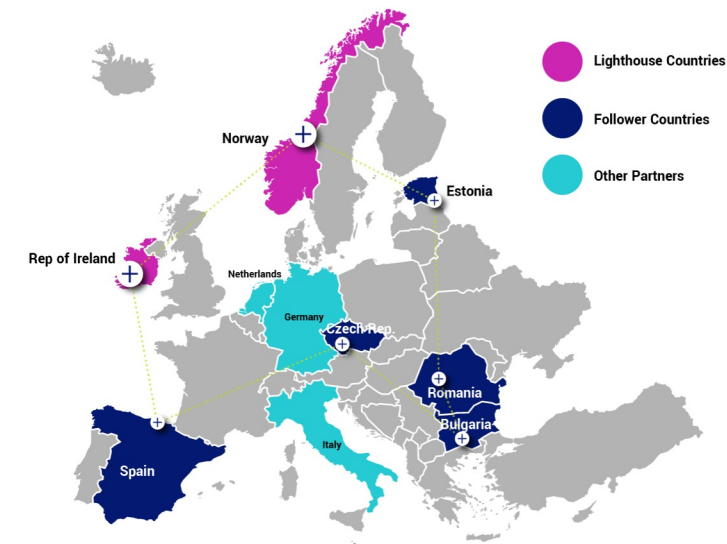 Lighthouse Countries
Follower Countries
Other Partners
Norway
Estonia
Rep of Ireland
Netherlands
Germany
Czech Rep.
Romania
Bulgaria
Italy
Spain